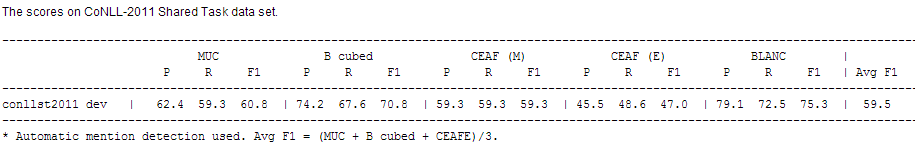 The scores on CoNLL-2011 Shared Task data set.
----------------------------------------------------------------------------------------------------------------------------
MUC B cubed CEAF (M) CEAF (E) BLANC |
P R F1 P R F1 P R F1 P R F1 P R F1 | Avg F1
----------------------------------------------------------------------------------------------------------------------------
conllst2011 dev | 62.4 59.3 60.8 | 74.2 67.6 70.8 | 59.3 59.3 59.3 | 45.5 48.6 47.0 | 79.1 72.5 75.3 | 59.5
----------------------------------------------------------------------------------------------------------------------------
* Automatic mention detection used. Avg F1 = (MUC + B cubed + CEAFE)/3.